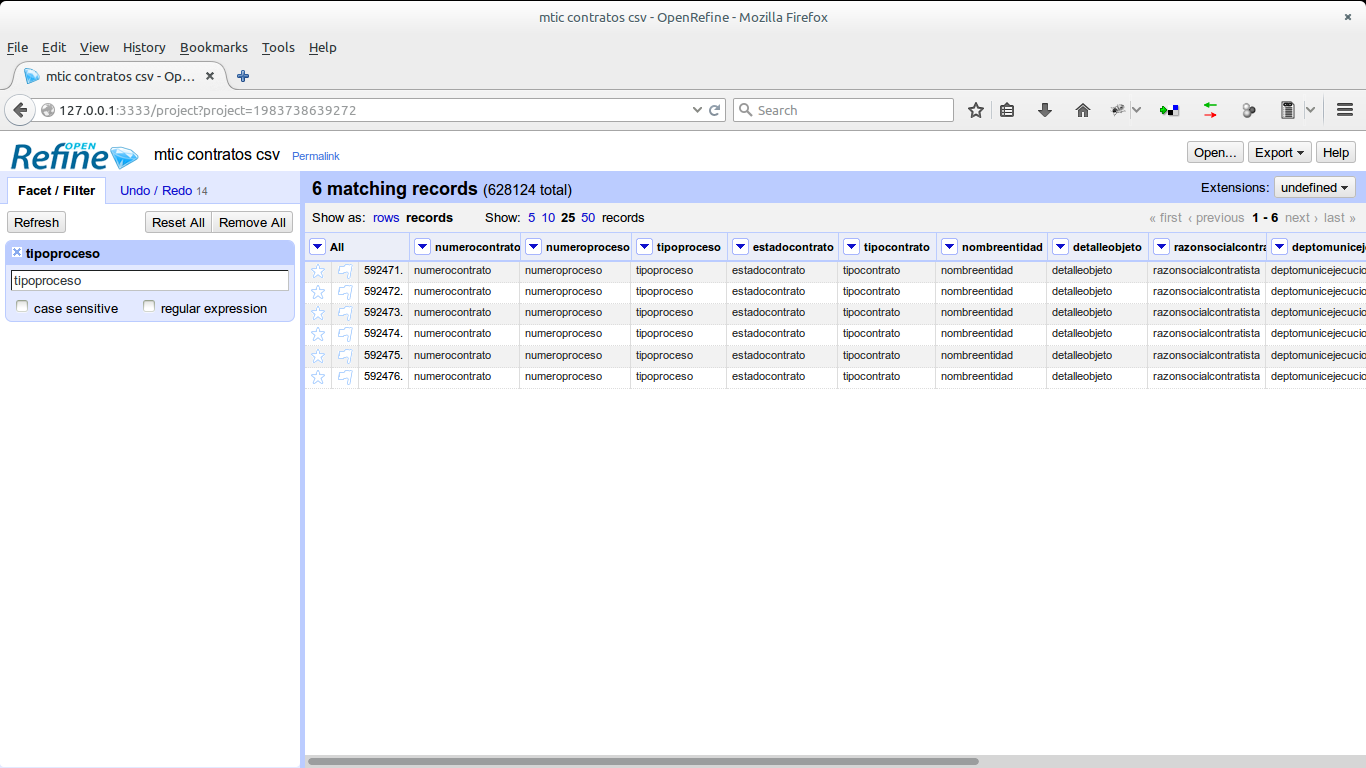 mtic contratos csv - OpenRefine - Mozilla Firefox
File Edit View History Bookmarks Tools Help
mtic contratos csv - Op...
127.0.0.1:3333/project?project=1983738639272 Search
OPEN Refine mtic contratos csv Permalink Open... Export Help
Facet / Filter Undo / Redo 14 6 matching records (628124 total) Extensions: undefined
Refresh Reset All Remove All Show as: rows records Show: 5 10 25 50 records « first ‹ previous 1 - 6 next › last »
tipoproceso
tipoproceso
case sensitive regular expression
All numerocontrato numeroproceso tipoproceso estadocontrato tipocontrato nombreentidad detalleobjeto razonsocialcontra deptomunicejec
592471. numerocontrato numeroproceso tipoproceso estadocontrato tipocontrato nombreentidad detalleobjeto razonsocialcontratista deptomunicejecucio
592472. numerocontrato numeroproceso tipoproceso estadocontrato tipocontrato nombreentidad detalleobjeto razonsocialcontratista deptomunicejecucio
592473. numerocontrato numeroproceso tipoproceso estadocontrato tipocontrato nombreentidad detalleobjeto razonsocialcontratista deptomunicejecucio
592474. numerocontrato numeroproceso tipoproceso estadocontrato tipocontrato nombreentidad detalleobjeto razonsocialcontratista deptomunicejecucio
592475. numerocontrato numeroproceso tipoproceso estadocontrato tipocontrato nombreentidad detalleobjeto razonsocialcontratista deptomunicejecucio
592476. numerocontrato numeroproceso tipoproceso estadocontrato tipocontrato nombreentidad detalleobjeto razonsocialcontratista deptomunicejecucio